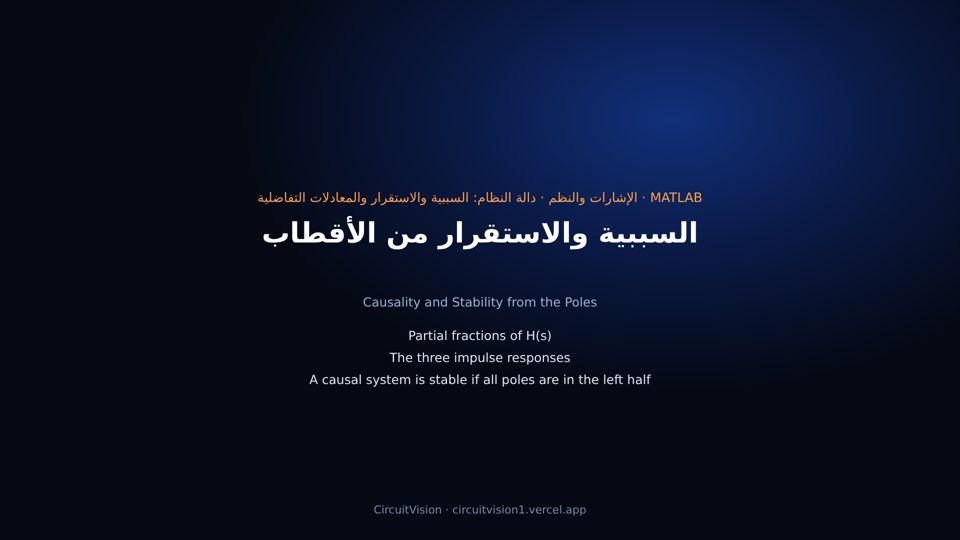 MATLAB · الإشارات والنظم · دالة النظام: السببية والاستقرار والمعادلات التفاضلية
السببية والاستقرار من الأقطاب
Causality and Stability from the Poles
Partial fractions of H(s)
The three impulse responses
A causal system is stable if all poles are in the left half
CircuitVision · circuitvision1.vercel.app